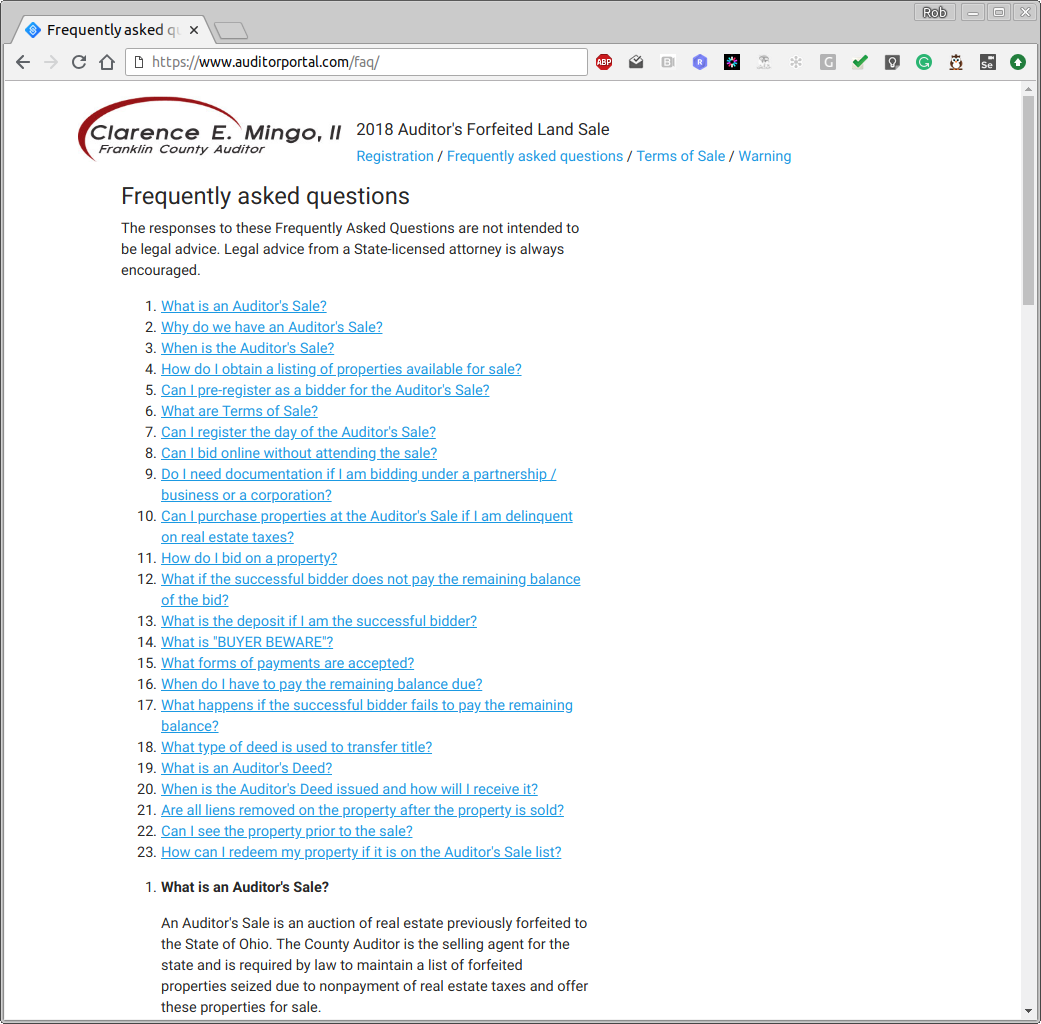 Rob
Frequently asked qu
https://www.auditorportal.com/faq/
ABP
B
R
G
G
Se
Clarence E. Mingo, II
Franklin County Auditor
2018 Auditor's Forfeited Land Sale
Registration / Frequently asked questions / Terms of Sale / Warning
Frequently asked questions
The responses to these Frequently Asked Questions are not intended to
be legal advice. Legal advice from a State-licensed attorney is always
encouraged.
1. What is an Auditor's Sale?
2. Why do we have an Auditor's Sale?
3. When is the Auditor's Sale?
4. How do I obtain a listing of properties available for sale?
5. Can I pre-register as a bidder for the Auditor's Sale?
6. What are Terms of Sale?
7. Can I register the day of the Auditor's Sale?
8. Can I bid online without attending the sale?
9. Do I need documentation if I am bidding under a partnership /
business or a corporation?
10. Can I purchase properties at the Auditor's Sale if I am delinquent
on real estate taxes?
11. How do I bid on a property?
12. What if the successful bidder does not pay the remaining balance
of the bid?
13. What is the deposit if I am the successful bidder?
14. What is "BUYER BEWARE"?
15. What forms of payments are accepted?
16. When do I have to pay the remaining balance due?
17. What happens if the successful bidder fails to pay the remaining
balance?
18. What type of deed is used to transfer title?
19. What is an Auditor's Deed?
20. When is the Auditor's Deed issued and how will I receive it?
21. Are all liens removed on the property after the property is sold?
22. Can I see the property prior to the sale?
23. How can I redeem my property if it is on the Auditor's Sale list?
1. What is an Auditor's Sale?
An Auditor's Sale is an auction of real estate previously forfeited to
the State of Ohio. The County Auditor is the selling agent for the
state and is required by law to maintain a list of forfeited
properties seized due to nonpayment of real estate taxes and offer
these properties for sale.